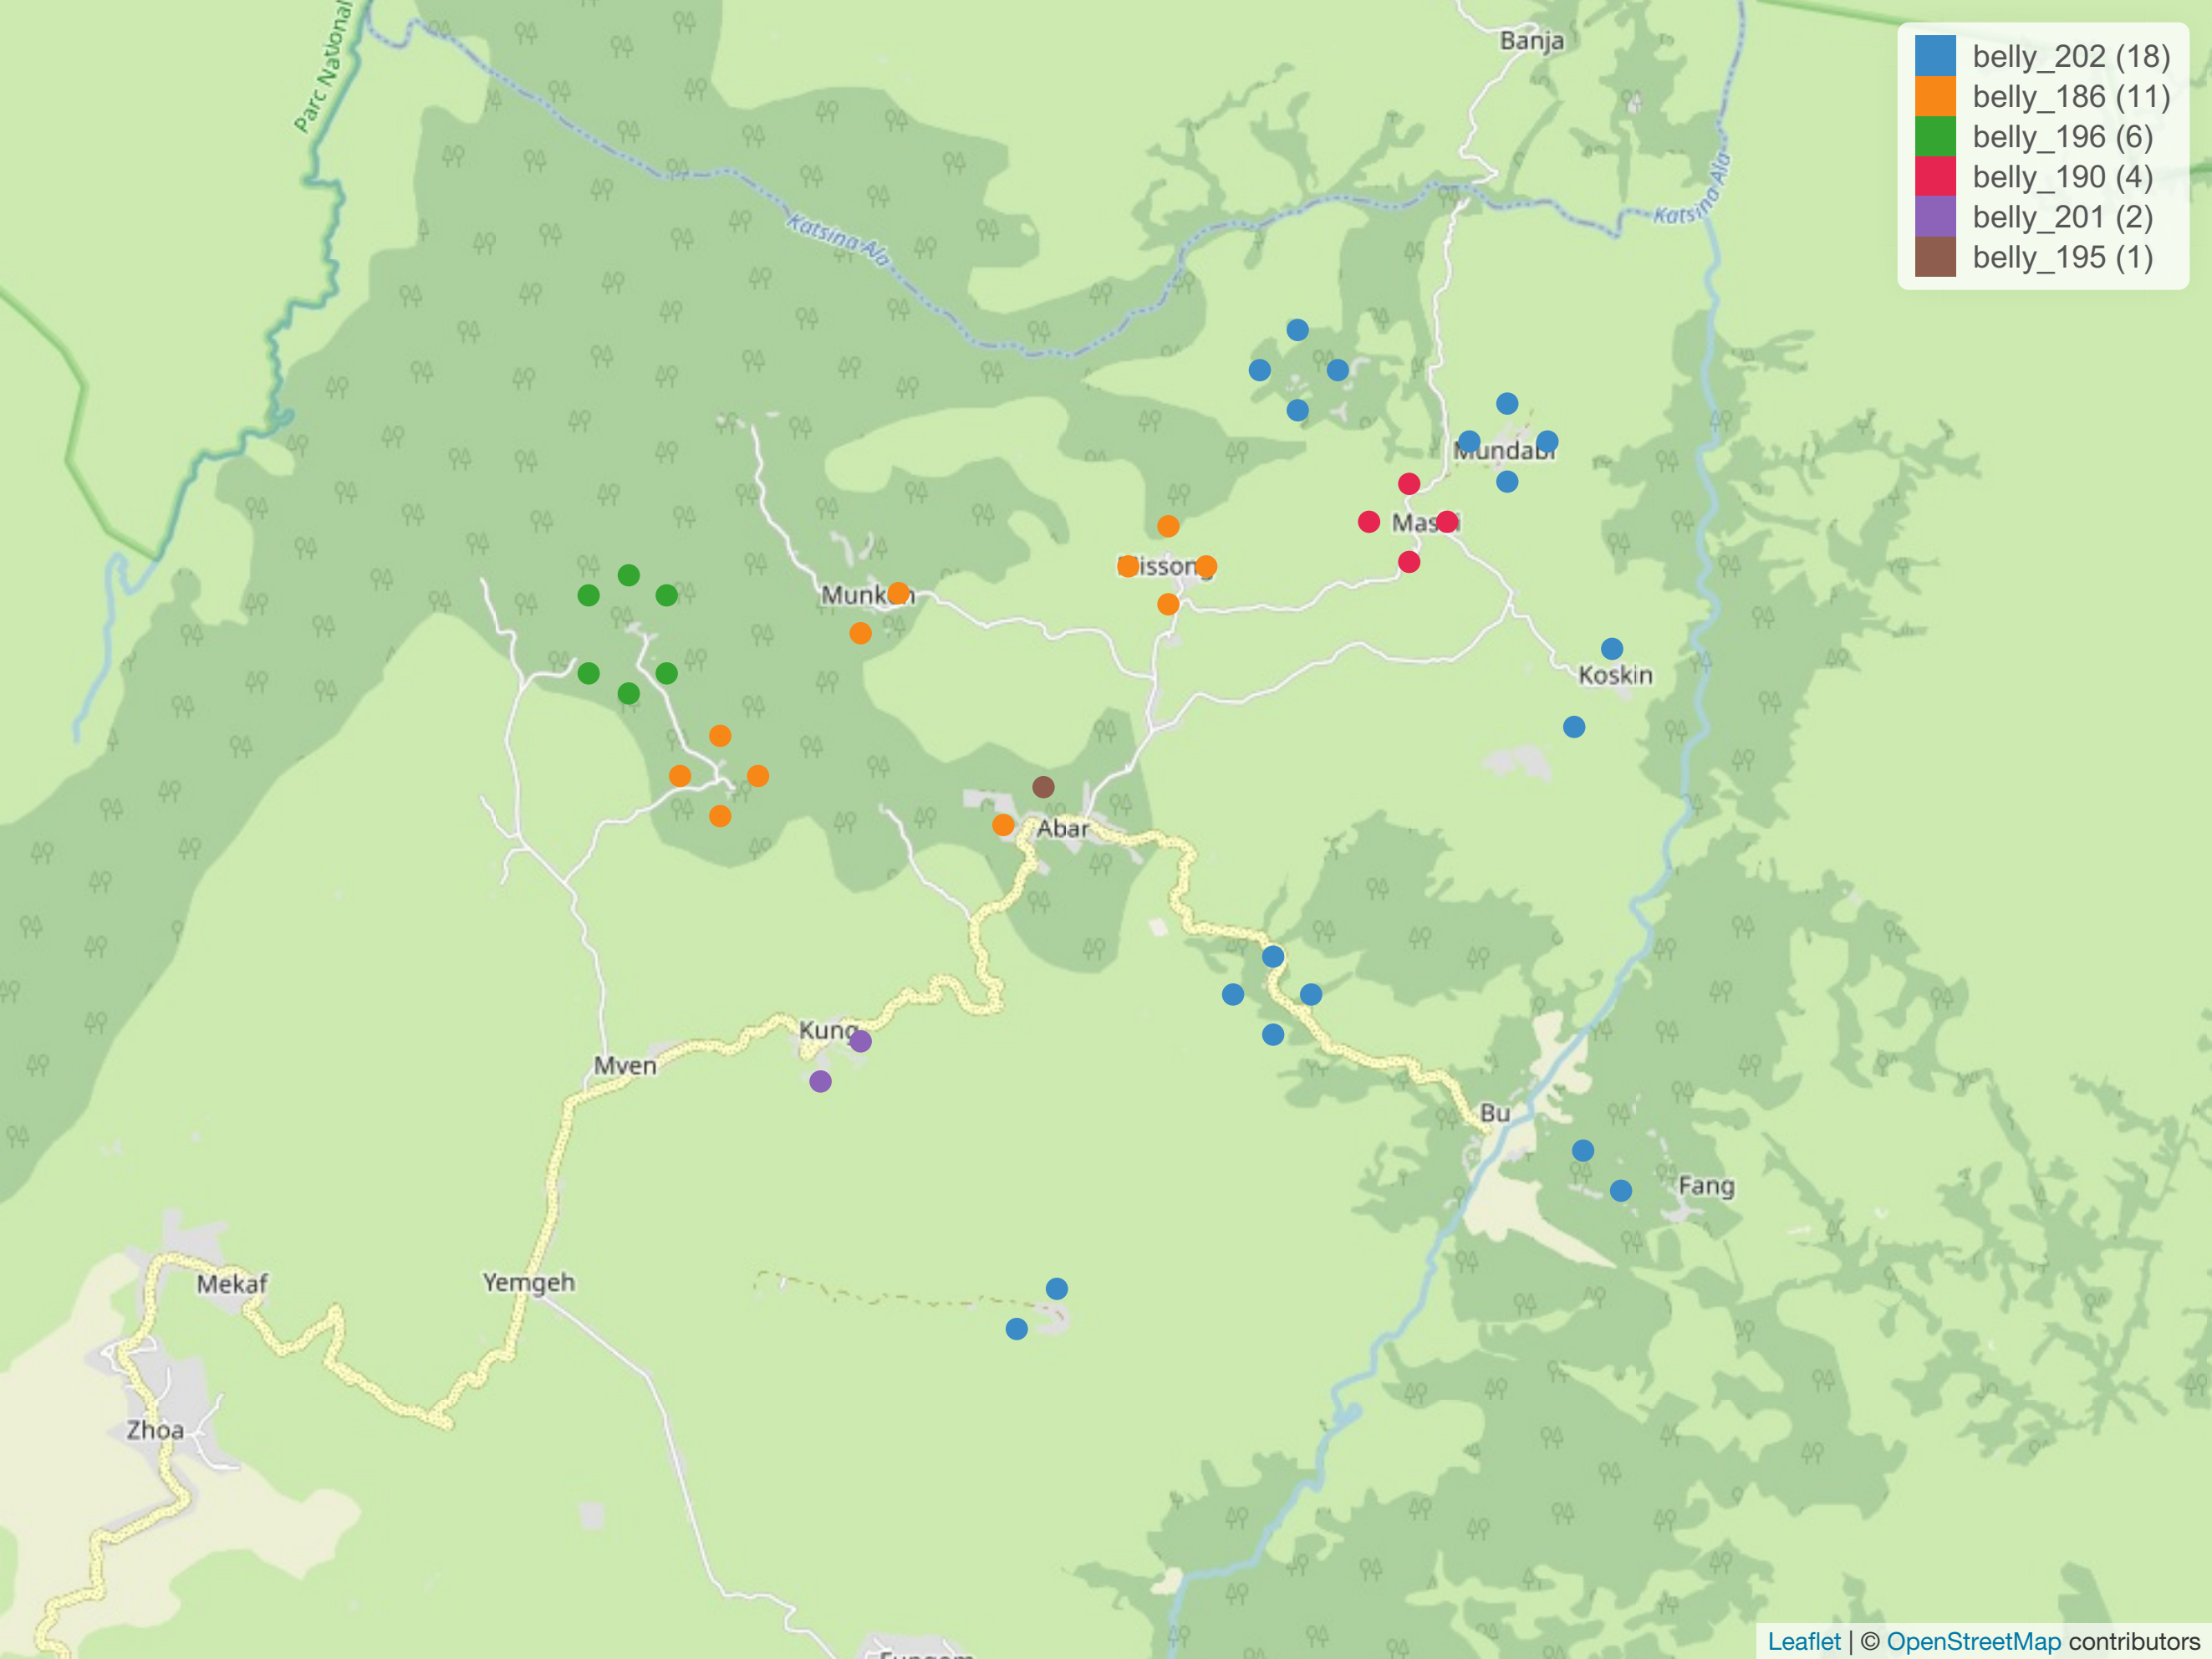 Parc National
Banja
belly_202 (18)
belly_186 (11)
belly_196 (6)
belly_190 (4)
belly_201 (2)
belly_195 (1)
Katsina Ala
Katsina-Ala
Mundabi
Koskin
Abar
Kung
Mven
Bu
Fang
Mekaf
Yemgeh
Zhoa
Leaflet | © OpenStreetMap contributors